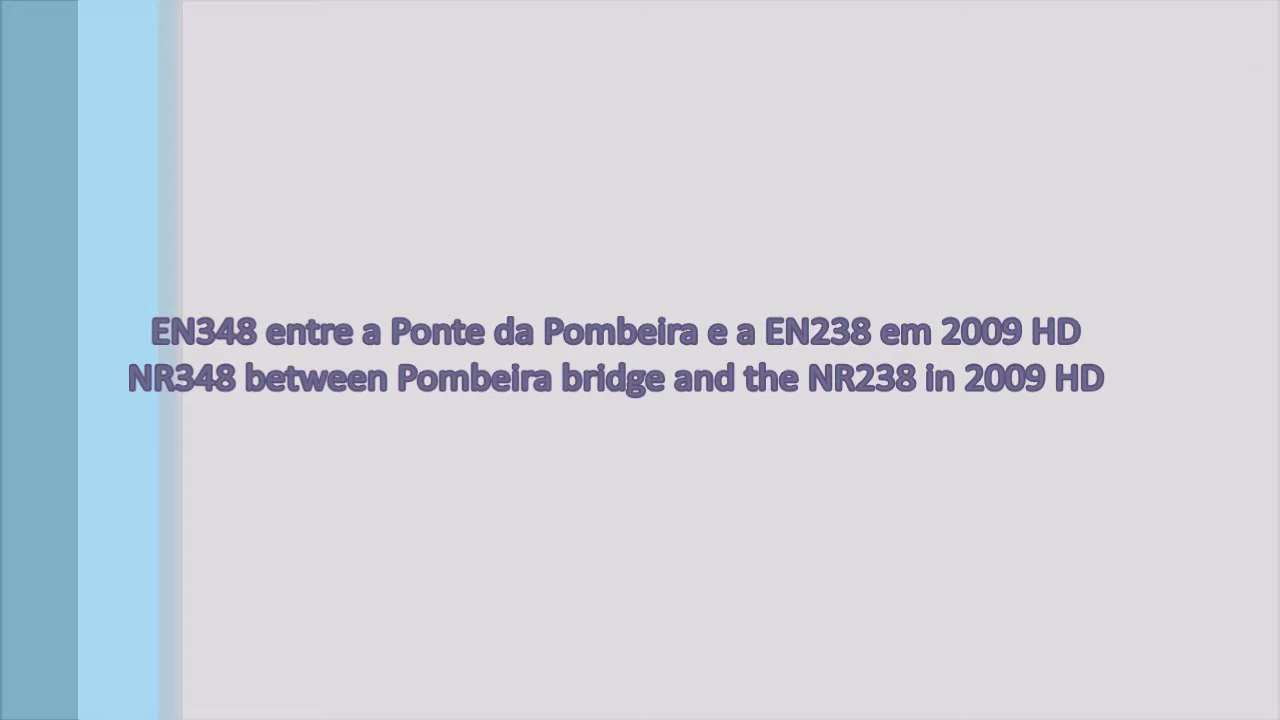 EN348 entre a Ponte da Pombeira e a EN238 em 2009 HD
NR348 between Pombeira bridge and the NR238 in 2009 HD